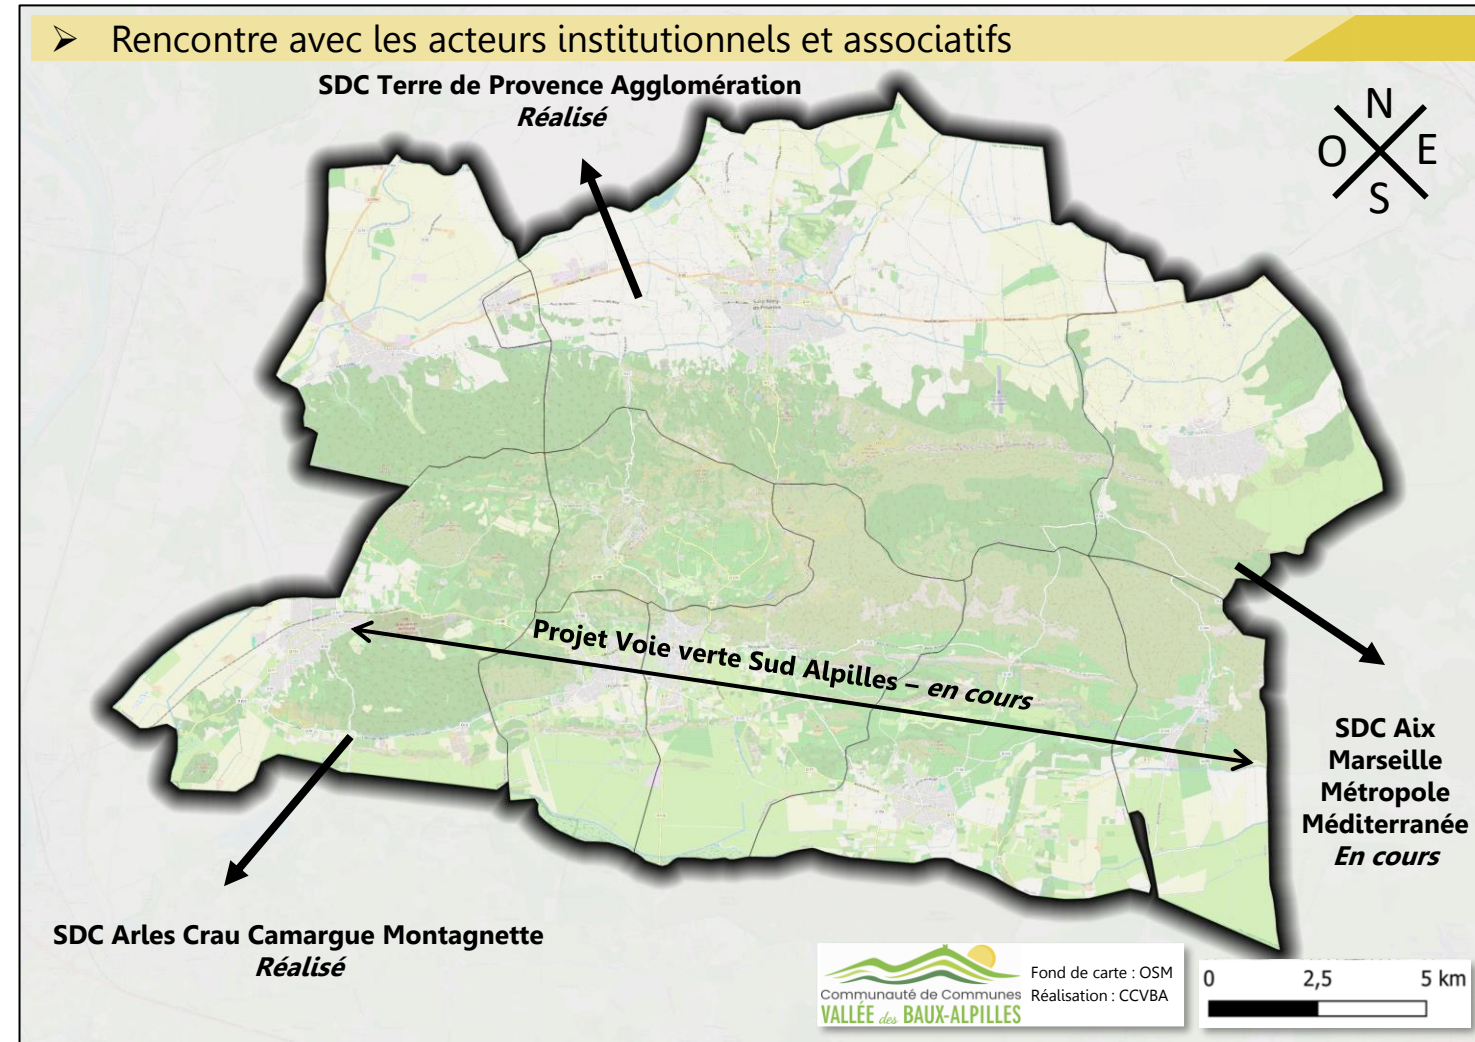 ➢ Rencontre avec les acteurs institutionnels et associatifs
SDC Terre de Provence Agglomération
Réalisé
N
O E
S
Projet Voie verte Sud Alpilles – en cours
SDC Aix
Marseille
Métropole
Méditerranée
En cours
SDC Arles Crau Camargue Montagnette
Réalisé
Communauté de Communes
VALLÉE des BAUX-ALPILLES
Fond de carte : OSM
Réalisation : CCVBA
0 2,5 5 km